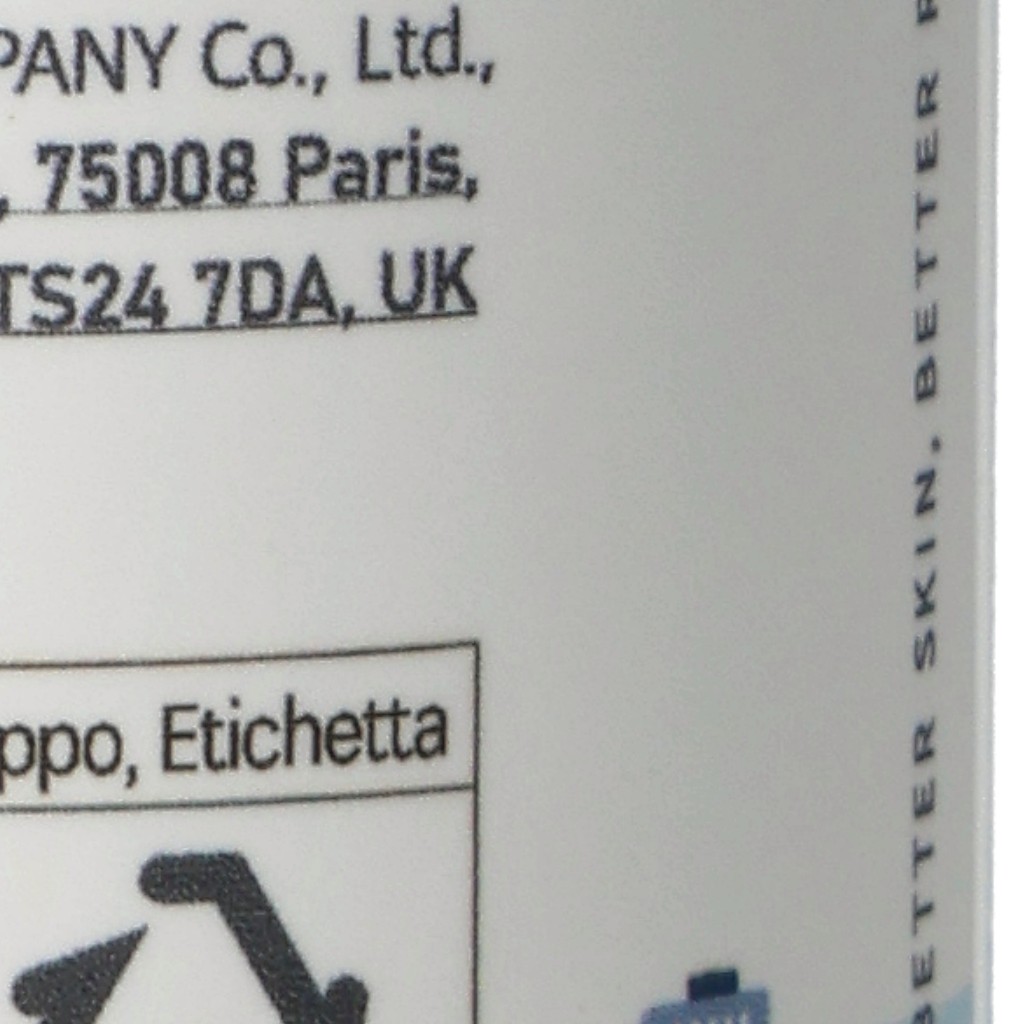 PANY Co., Ltd.,
, 75008 Paris,
TS24 7DA, UK
ppo, Etichetta
BETTER SKIN. BETTER